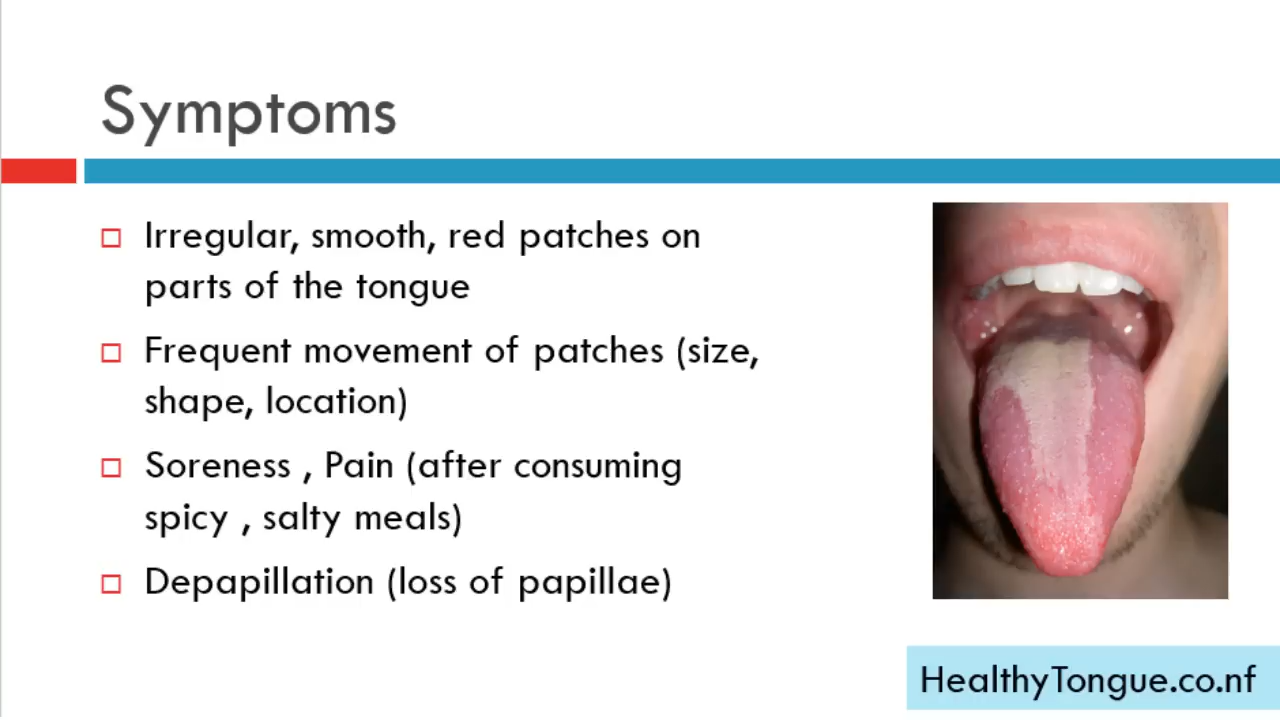 Symptoms
Irregular, smooth, red patches on
parts of the tongue
Frequent movement of patches (size,
shape, location)
Soreness , Pain (after consuming
spicy , salty meals)
Depapillation (loss of papillae)
HealthyTongue.co.nf